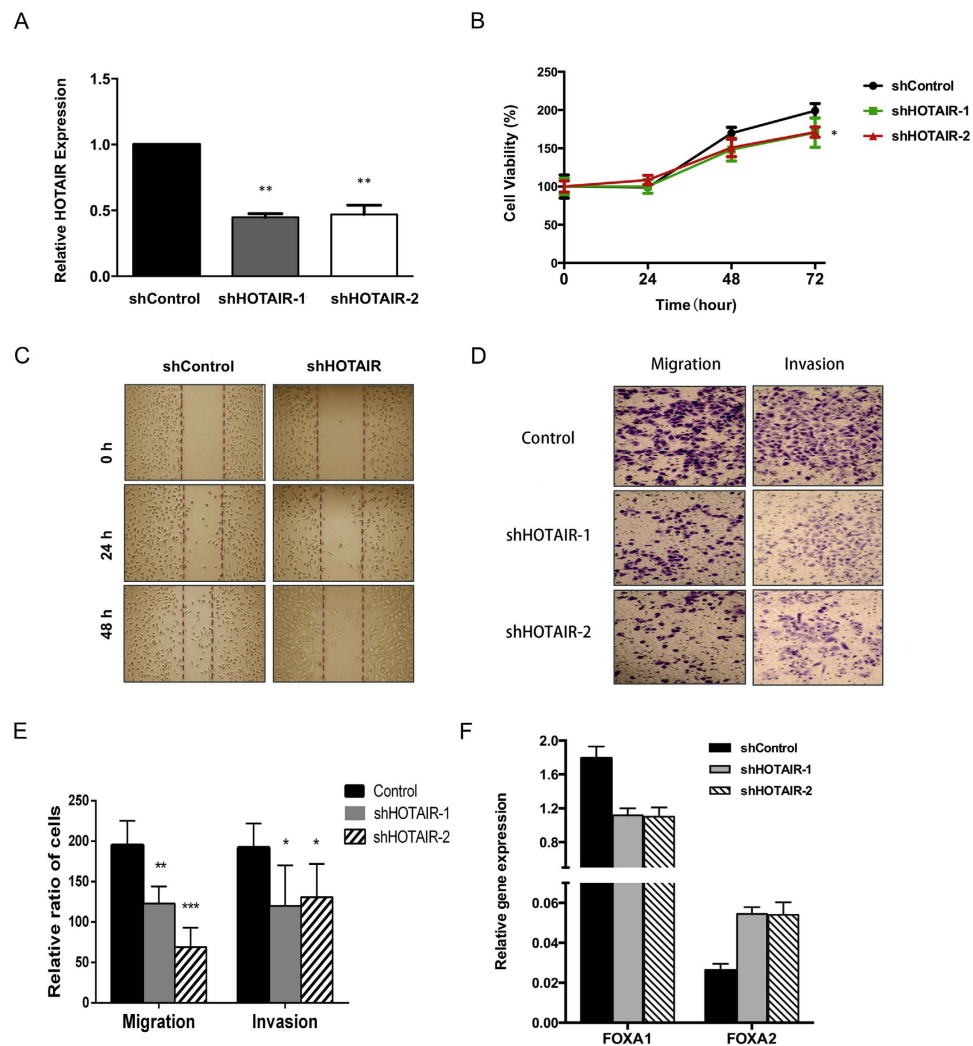 A
Relative HOTAIR Expression
1.5
1.0
0.5
0.0
**
**
shControl
shHOTAIR-1
shHOTAIR-2
B
Cell Viability (%)
250
200
150
100
50
0
*
0
24
48
72
Time(hour)
shControl
shHOTAIR-1
shHOTAIR-2
C
shControl
shHOTAIR
0 h
24 h
48 h
D
Migration
Invasion
Control
shHOTAIR-1
shHOTAIR-2
E
Relative ratio of cells
250
200
150
100
50
0
**
***
*
*
Migration
Invasion
Control
shHOTAIR-1
shHOTAIR-2
F
Relative gene expression
2.0
1.6
1.2
0.8
0.06
0.04
0.02
0.00
FOXA1
FOXA2
shControl
shHOTAIR-1
shHOTAIR-2